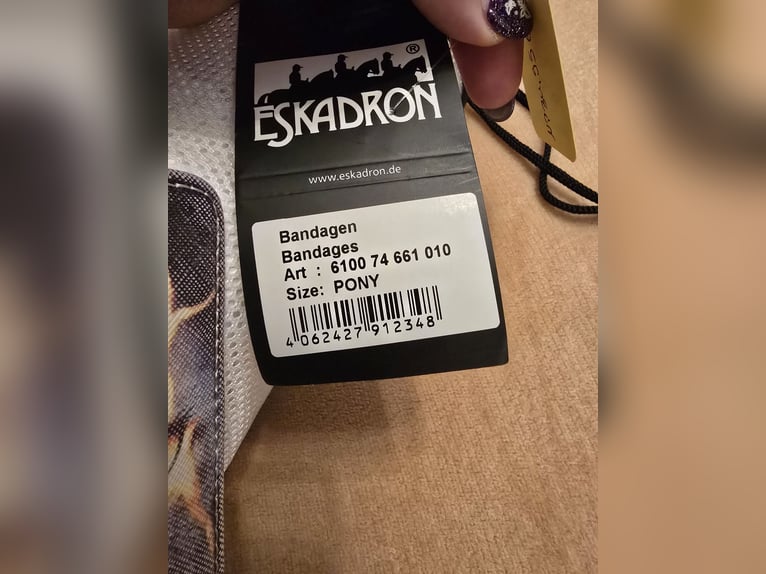 ®
ESKADRON
www.eskadron.de
Bandagen
Bandages
Art : 6100 74 661 010
Size: PONY
4 062427 912348